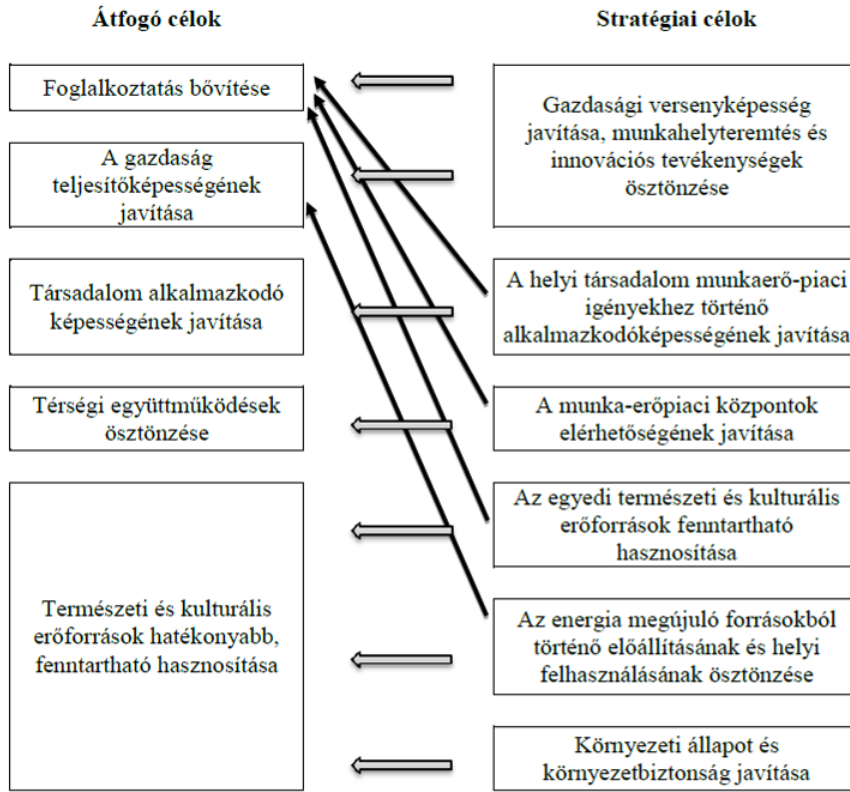 Átfogó célok
Foglalkoztatás bővítése
A gazdaság
teljesítőképességének
javítása
Társadalom alkalmazkodó
képességének javítása
Térségi együttműködések
ösztönzése
Természeti és kulturális
erőforrások hatékonyabb,
fenntartható hasznosítása
Stratégiai célok
Gazdasági versenyképesség
javítása, munkahelyteremtés és
innovációs tevékenységek
ösztönzése
A helyi társadalom munkaerő-piaci
igényekhez történő
alkalmazkodóképességének javítása
A munka-erőpiaci központok
elérhetőségének javítása
Az egyedi természeti és kulturális
erőforrások fenntartható
hasznosítása
Az energia megújuló forrásokból
történő előállításának és helyi
felhasználásának ösztönzése
Környezeti állapot és
környezetbiztonság javítása